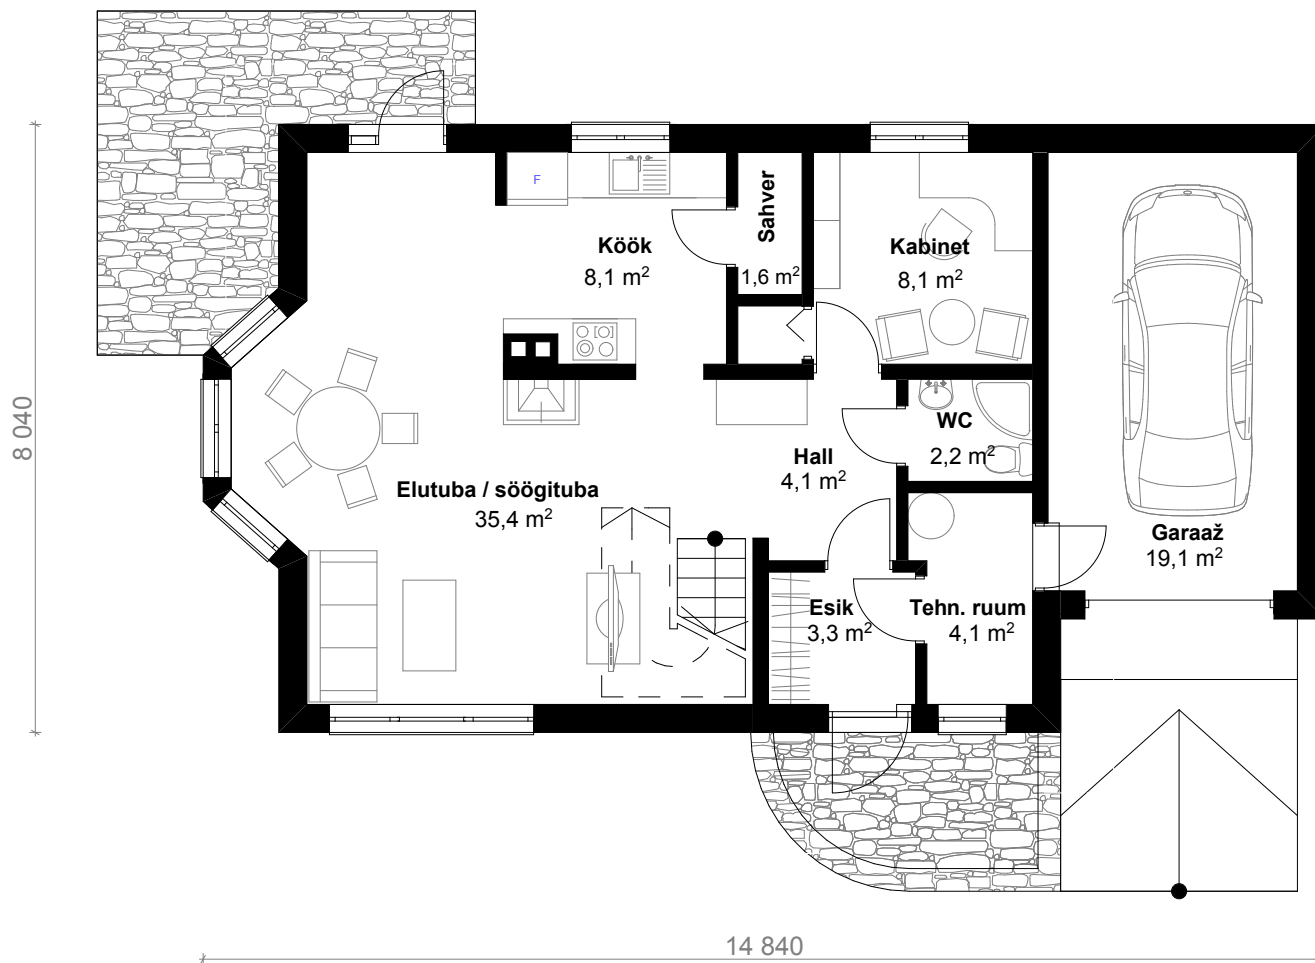 F
Sahver
1,6 m²
Köök
8,1 m²
Kabinet
8,1 m²
8 040
WC
2,2 m²
Hall
4,1 m²
Elutuba / söögituba
35,4 m²
Garaaž
19,1 m²
Esik
3,3 m²
Tehn. ruum
4,1 m²
14 840